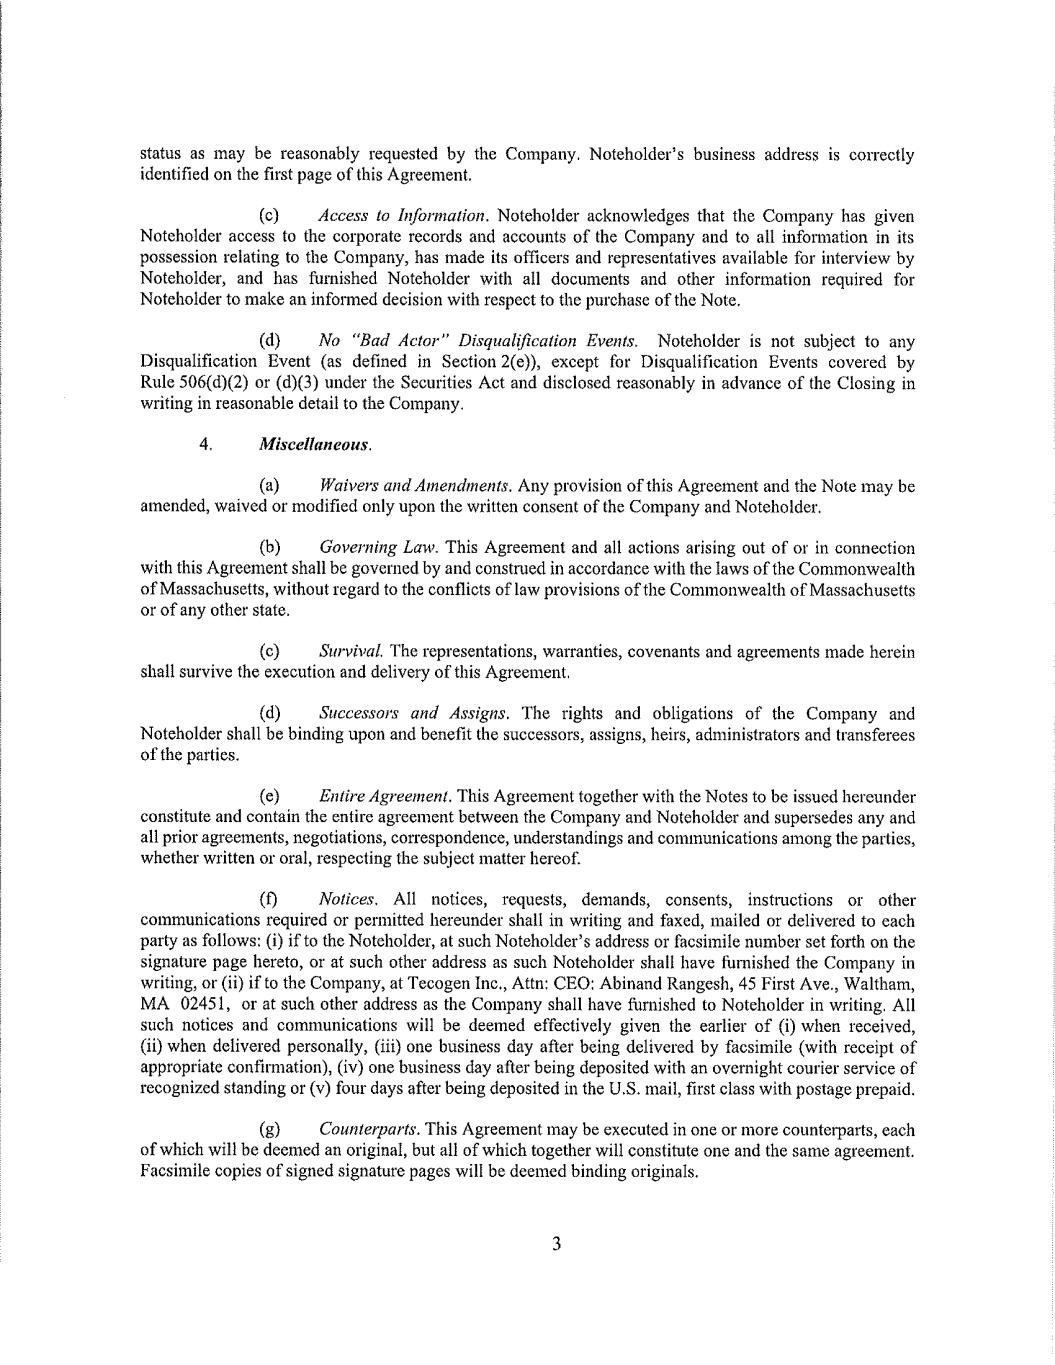 status as may be reasonably requested by the Company. Noteholder's business address is correctly
identified on the first page of this Agreement.
(c) Access to Information. Noteholder acknowledges that the Company has given
Noteholder access to the corporate records and accounts of the Company and to all information in its
possession relating to the Company, has made its officers and representatives available for interview by
Noteholder, and has furnished Noteholder with all documents and other information required for
Noteholder to make an informed decision with respect to the purchase of the Note.
(d) No "Bad Actor" Disqualification Events. Noteholder is not subject to any
Disqualification Event (as defined in Section 2(e)), except for Disqualification Events covered by
Rule 506(d)(2) or (d)(3) under the Securities Act and disclosed reasonably in advance of the Closing in
writing in reasonable detail to the Company.
4. Miscellaneous.
(a) Waivers and Amendments. Any provision of this Agreement and the Note may be
amended, waived or modified only upon the written consent of the Company and Noteholder.
(b) Governing Law. This Agreement and all actions arising out of or in connection
with this Agreement shall be governed by and construed in accordance with the laws of the Commonwealth
of Massachusetts, without regard to the conflicts of law provisions of the Commonwealth of Massachusetts
or of any other state.
(c) Survival. The representations, warranties, covenants and agreements made herein
shall survive the execution and delivery of this Agreement.
(d) Successors and Assigns. The rights and obligations of the Company and
Noteholder shall be binding upon and benefit the successors, assigns, heirs, administrators and transferees
of the parties.
(e) Entire Agreement. This Agreement together with the Notes to be issued hereunder
constitute and contain the entire agreement between the Company and Noteholder and supersedes any and
all prior agreements, negotiations, correspondence, understandings and communications among the parties,
whether written or oral, respecting the subject matter hereof.
(f) Notices. All notices, requests, demands, consents, instructions or other
communications required or permitted hereunder shall in writing and faxed, mailed or delivered to each
party as follows: (i) if to the Noteholder, at such Noteholder's address or facsimile number set forth on the
signature page hereto, or at such other address as such Noteholder shall have furnished the Company in
writing, or (ii) if to the Company, at Tecogen Inc., Attn: CEO: Abinand Rangesh, 45 First Ave., Waltham,
MA 02451, or at such other address as the Company shall have furnished to Noteholder in writing. All
such notices and communications will be deemed effectively given the earlier of (i) when received,
(ii) when delivered personally, (iii) one business day after being delivered by facsimile (with receipt of
appropriate confirmation), (iv) one business day after being deposited with an overnight courier service of
recognized standing or (v) four days after being deposited in the U.S. mail, first class with postage prepaid.
(g) Counterparts. This Agreement may be executed in one or more counterparts, each
of which will be deemed an original, but all of which together will constitute one and the same agreement.
Facsimile copies of signed signature pages will be deemed binding originals.
3